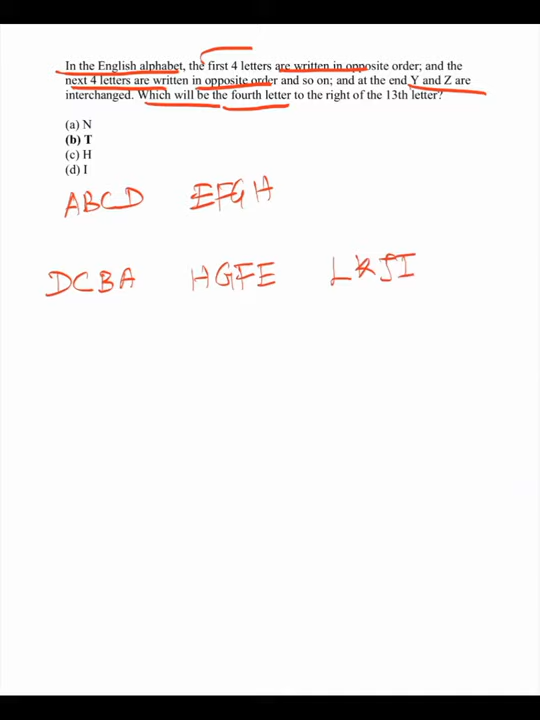 In the English alphabet, the first 4 letters are written in opposite order; and the
next 4 letters are written in opposite order and so on; and at the end Y and Z are
interchanged. Which will be the fourth letter to the right of the 13th letter?
(a) N
(b) T
(c) H
(d) I
ABCD EFGH
DCBA HGFE LKJI